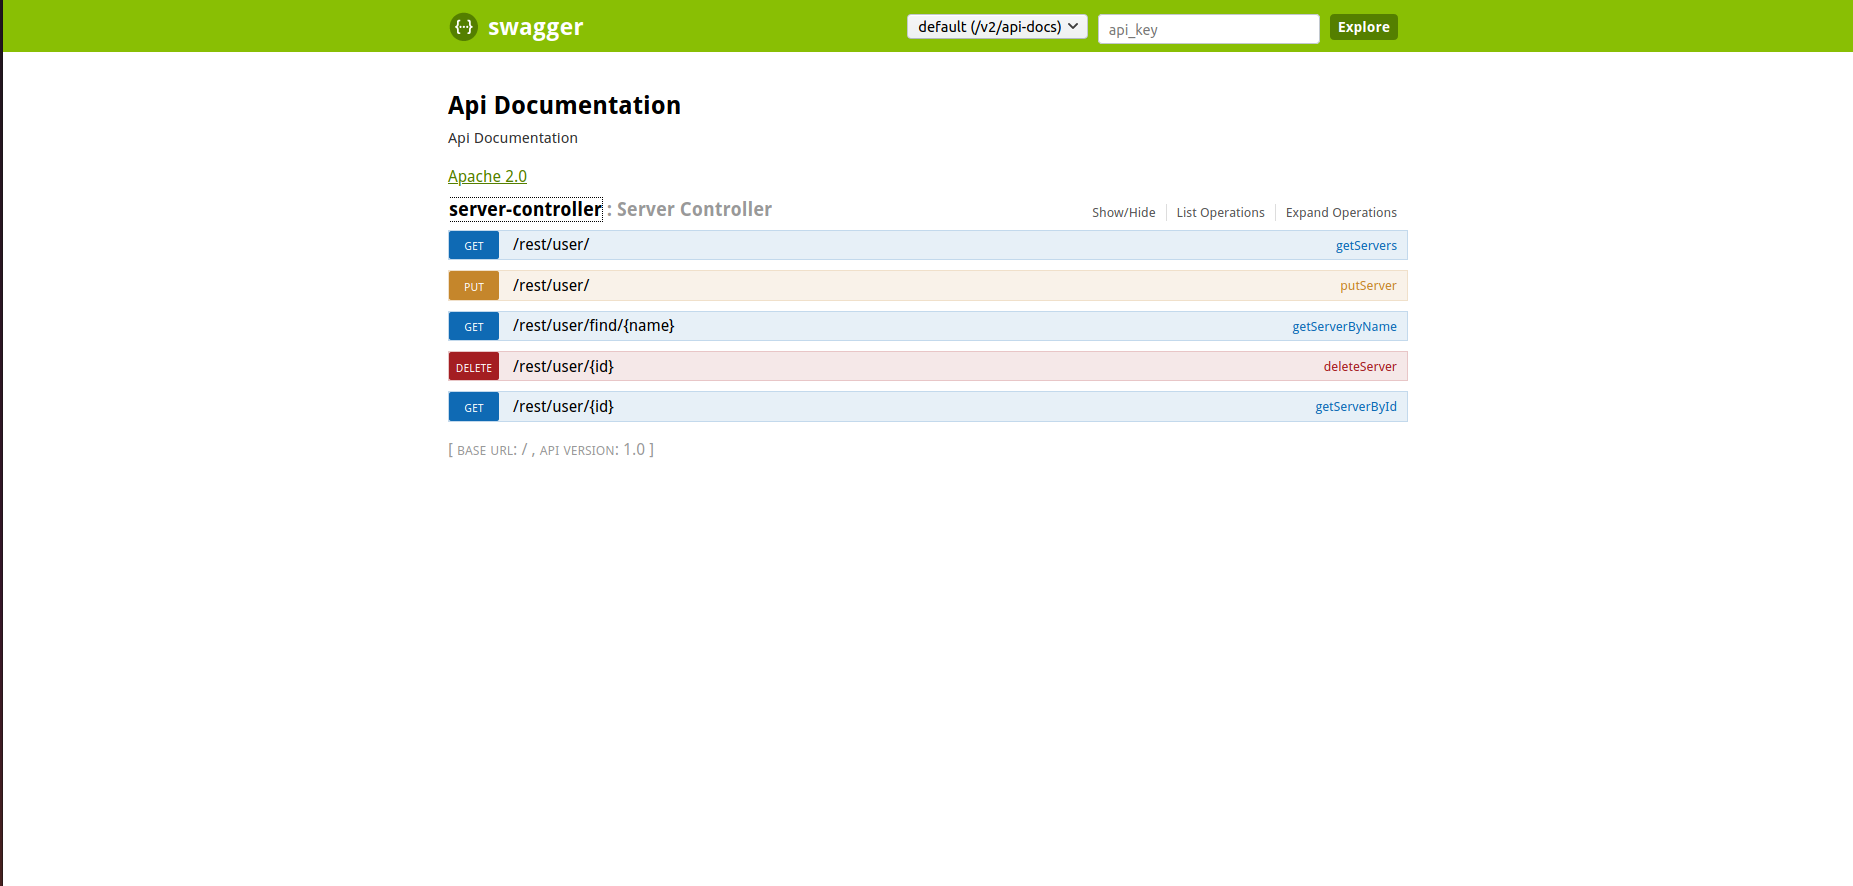 swagger default (/v2/api-docs) api_key Explore
Api Documentation
Api Documentation
Apache 2.0
server-controller : Server Controller Show/Hide List Operations Expand Operations
GET /rest/user/ getServers
PUT /rest/user/ putServer
GET /rest/user/find/{name} getServerByName
DELETE /rest/user/{id} deleteServer
GET /rest/user/{id} getServerById
[ BASE URL: / , API VERSION: 1.0 ]